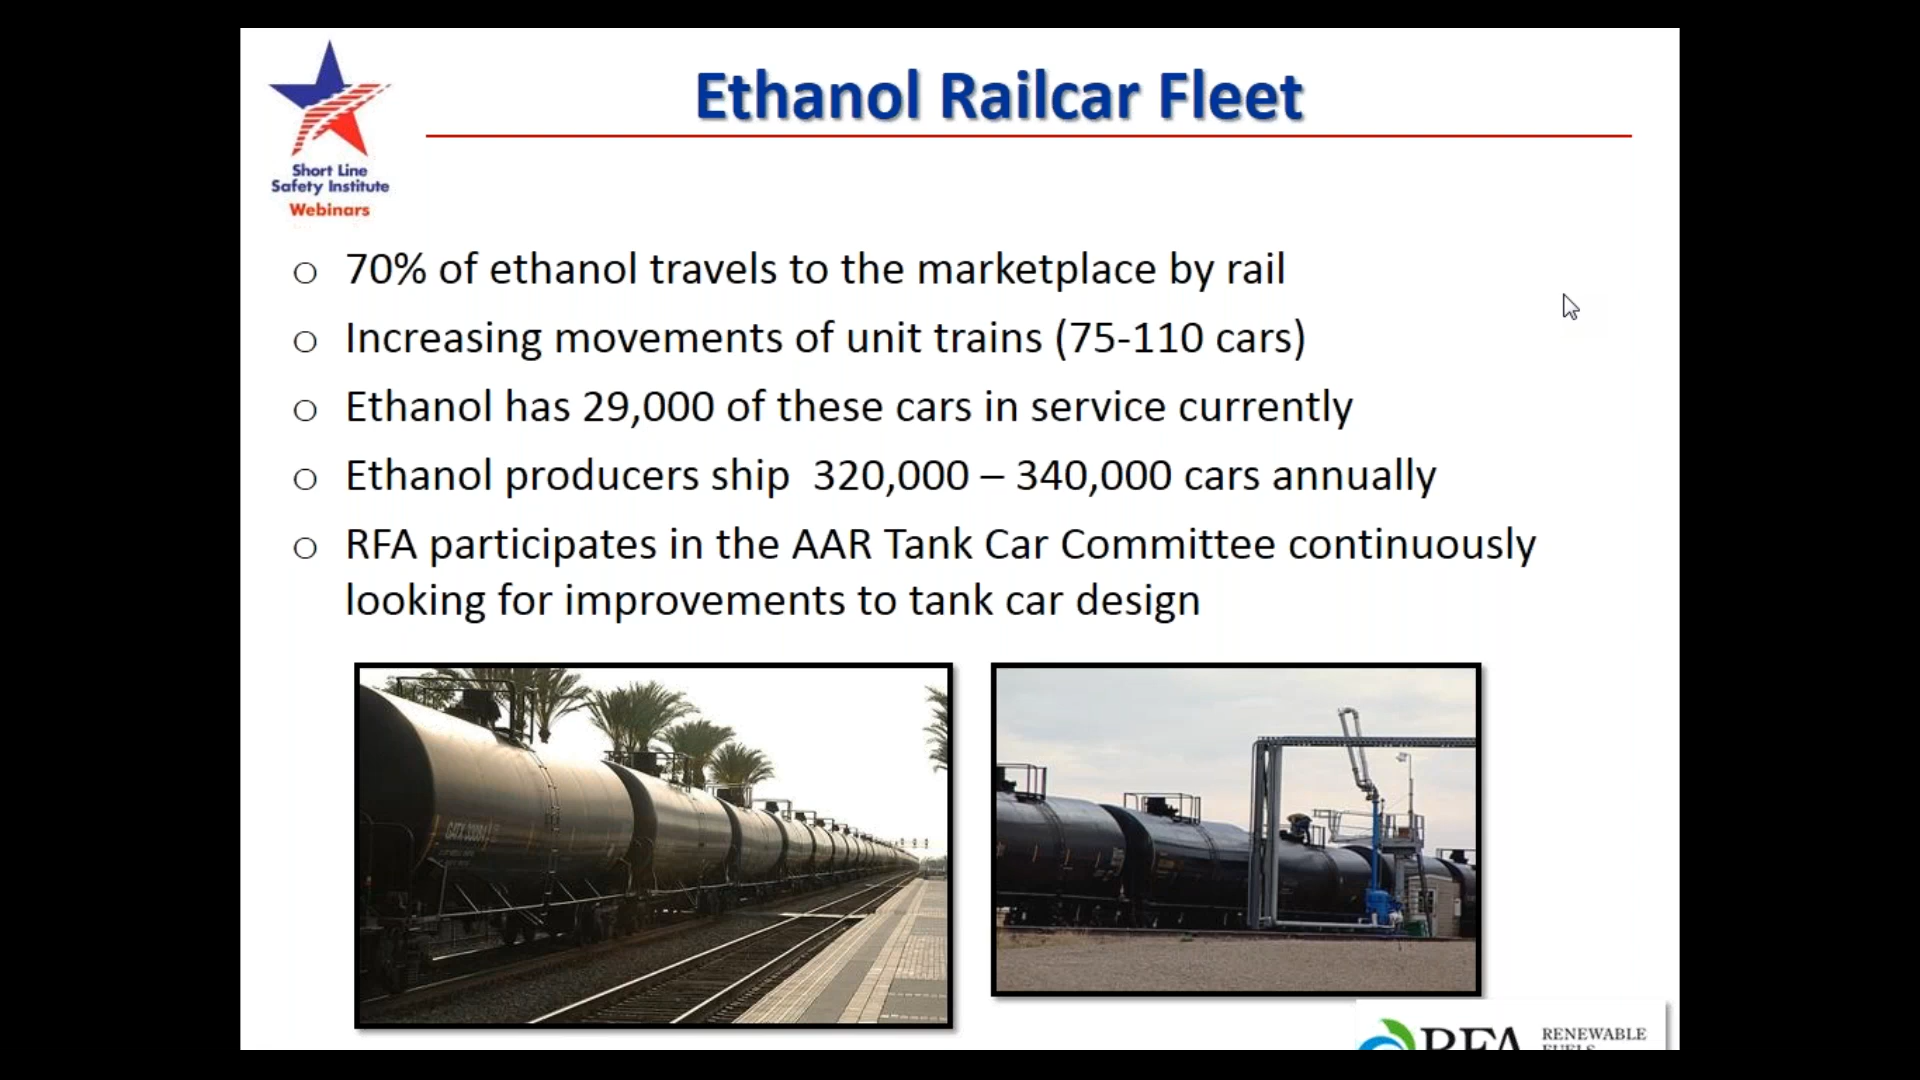 Ethanol Railcar Fleet
Short Line
Safety Institute
Webinars
○ 70% of ethanol travels to the marketplace by rail
○ Increasing movements of unit trains (75-110 cars)
○ Ethanol has 29,000 of these cars in service currently
○ Ethanol producers ship  320,000 – 340,000 cars annually
○ RFA participates in the AAR Tank Car Committee continuously
looking for improvements to tank car design
RFA
RENEWABLE
FUELS